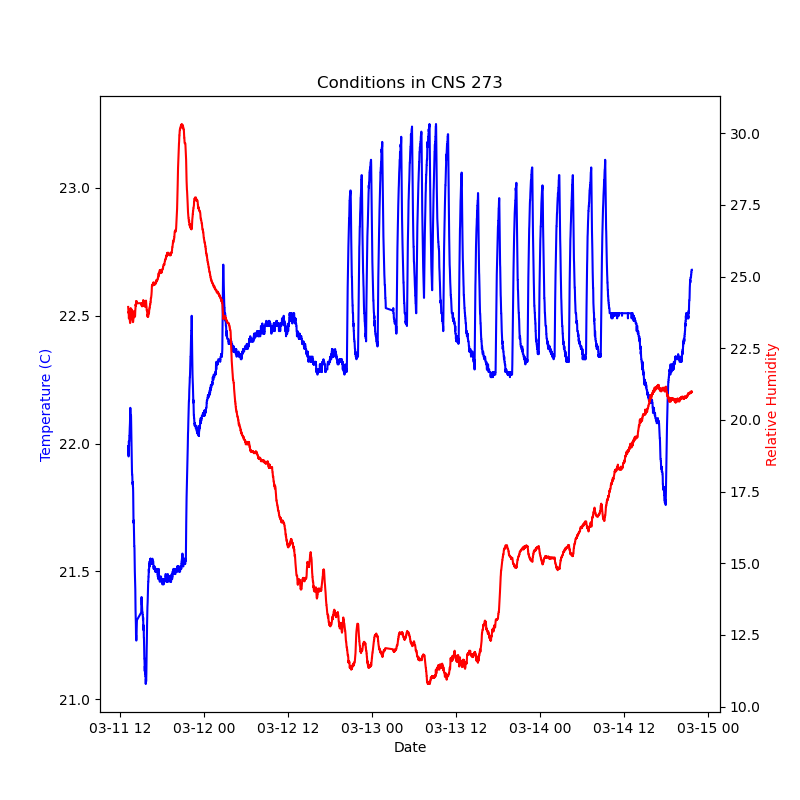 Conditions in CNS 273
23.0
22.5
22.0
21.5
21.0
Temperature (C)
30.0
27.5
25.0
22.5
20.0
17.5
15.0
12.5
10.0
Relative Humidity
03-11 12 03-12 00 03-12 12 03-13 00 03-13 12 03-14 00 03-14 12 03-15 00
Date